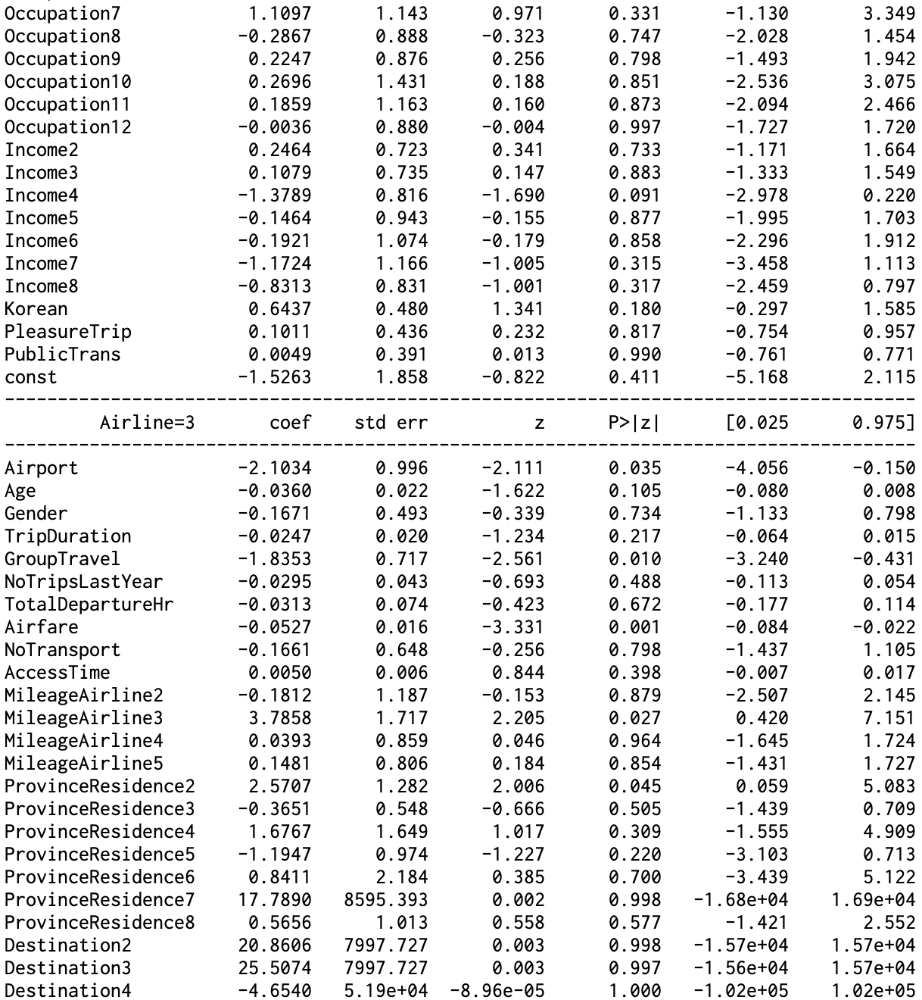 Occupation7 1.1097 1.143 0.971 0.331 -1.130 3.349
Occupation8 -0.2867 0.888 -0.323 0.747 -2.028 1.454
Occupation9 0.2247 0.876 0.256 0.798 -1.493 1.942
Occupation10 0.2696 1.431 0.188 0.851 -2.536 3.075
Occupation11 0.1859 1.163 0.160 0.873 -2.094 2.466
Occupation12 -0.0036 0.880 -0.004 0.997 -1.727 1.720
Income2 0.2464 0.723 0.341 0.733 -1.171 1.664
Income3 0.1079 0.735 0.147 0.883 -1.333 1.549
Income4 -1.3789 0.816 -1.690 0.091 -2.978 0.220
Income5 -0.1464 0.943 -0.155 0.877 -1.995 1.703
Income6 -0.1921 1.074 -0.179 0.858 -2.296 1.912
Income7 -1.1724 1.166 -1.005 0.315 -3.458 1.113
Income8 -0.8313 0.831 -1.001 0.317 -2.459 0.797
Korean 0.6437 0.480 1.341 0.180 -0.297 1.585
PleasureTrip 0.1011 0.436 0.232 0.817 -0.754 0.957
PublicTrans 0.0049 0.391 0.013 0.990 -0.761 0.771
const -1.5263 1.858 -0.822 0.411 -5.168 2.115
--------------------------------------------------------------------------------------
Airline=3 coef std err z P>|z| [0.025 0.975]
--------------------------------------------------------------------------------------
Airport -2.1034 0.996 -2.111 0.035 -4.056 -0.150
Age -0.0360 0.022 -1.622 0.105 -0.080 0.008
Gender -0.1671 0.493 -0.339 0.734 -1.133 0.798
TripDuration -0.0247 0.020 -1.234 0.217 -0.064 0.015
GroupTravel -1.8353 0.717 -2.561 0.010 -3.240 -0.431
NoTripsLastYear -0.0295 0.043 -0.693 0.488 -0.113 0.054
TotalDepartureHr -0.0313 0.074 -0.423 0.672 -0.177 0.114
Airfare -0.0527 0.016 -3.331 0.001 -0.084 -0.022
NoTransport -0.1661 0.648 -0.256 0.798 -1.437 1.105
AccessTime 0.0050 0.006 0.844 0.398 -0.007 0.017
MileageAirline2 -0.1812 1.187 -0.153 0.879 -2.507 2.145
MileageAirline3 3.7858 1.717 2.205 0.027 0.420 7.151
MileageAirline4 0.0393 0.859 0.046 0.964 -1.645 1.724
MileageAirline5 0.1481 0.806 0.184 0.854 -1.431 1.727
ProvinceResidence2 2.5707 1.282 2.006 0.045 0.059 5.083
ProvinceResidence3 -0.3651 0.548 -0.666 0.505 -1.439 0.709
ProvinceResidence4 1.6767 1.649 1.017 0.309 -1.555 4.909
ProvinceResidence5 -1.1947 0.974 -1.227 0.220 -3.103 0.713
ProvinceResidence6 0.8411 2.184 0.385 0.700 -3.439 5.122
ProvinceResidence7 17.7890 8595.393 0.002 0.998 -1.68e+04 1.69e+04
ProvinceResidence8 0.5656 1.013 0.558 0.577 -1.421 2.552
Destination2 20.8606 7997.727 0.003 0.998 -1.57e+04 1.57e+04
Destination3 25.5074 7997.727 0.003 0.997 -1.56e+04 1.57e+04
Destination4 -4.6540 5.19e+04 -8.96e-05 1.000 -1.02e+05 1.02e+05